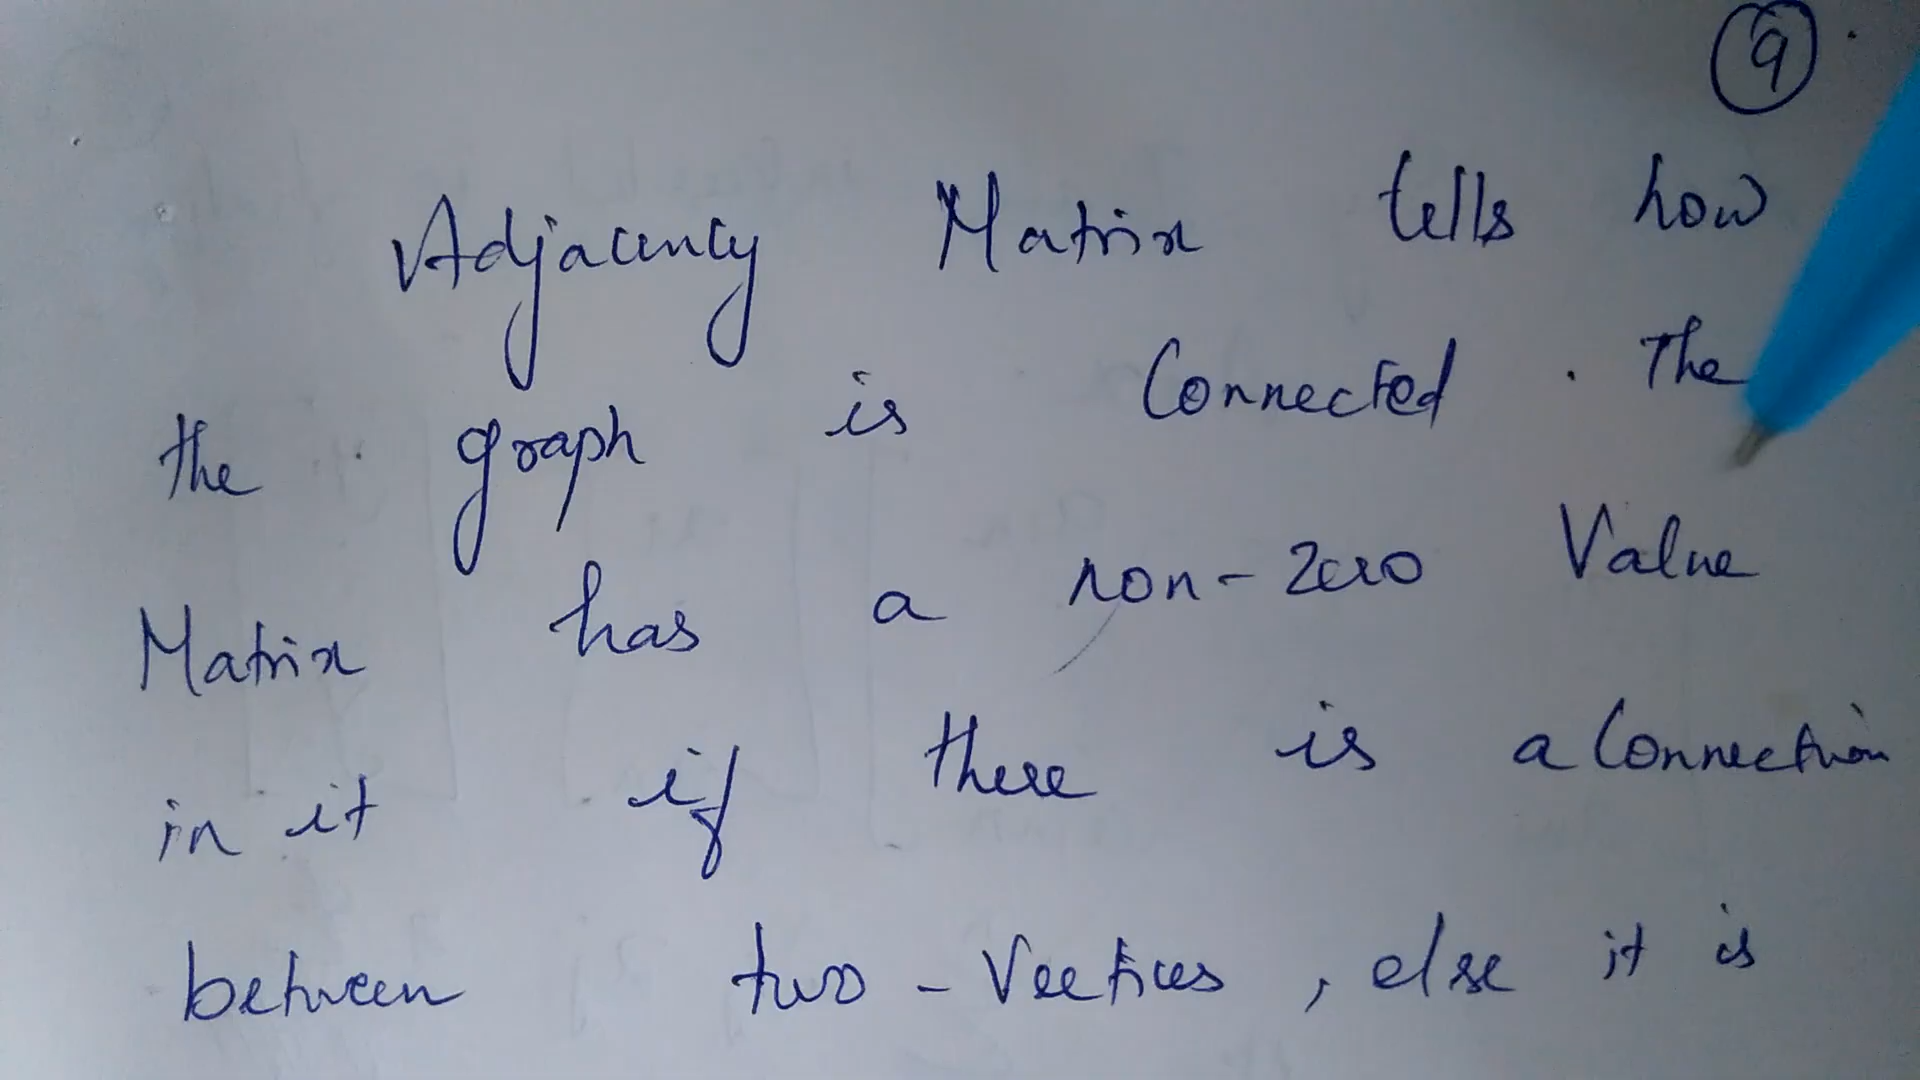 9
Adjacency Matrix tells how
the graph is Connected. The
Matrix has a non-zero Value
in it if there is a Connection
between two-Vertices, else it is